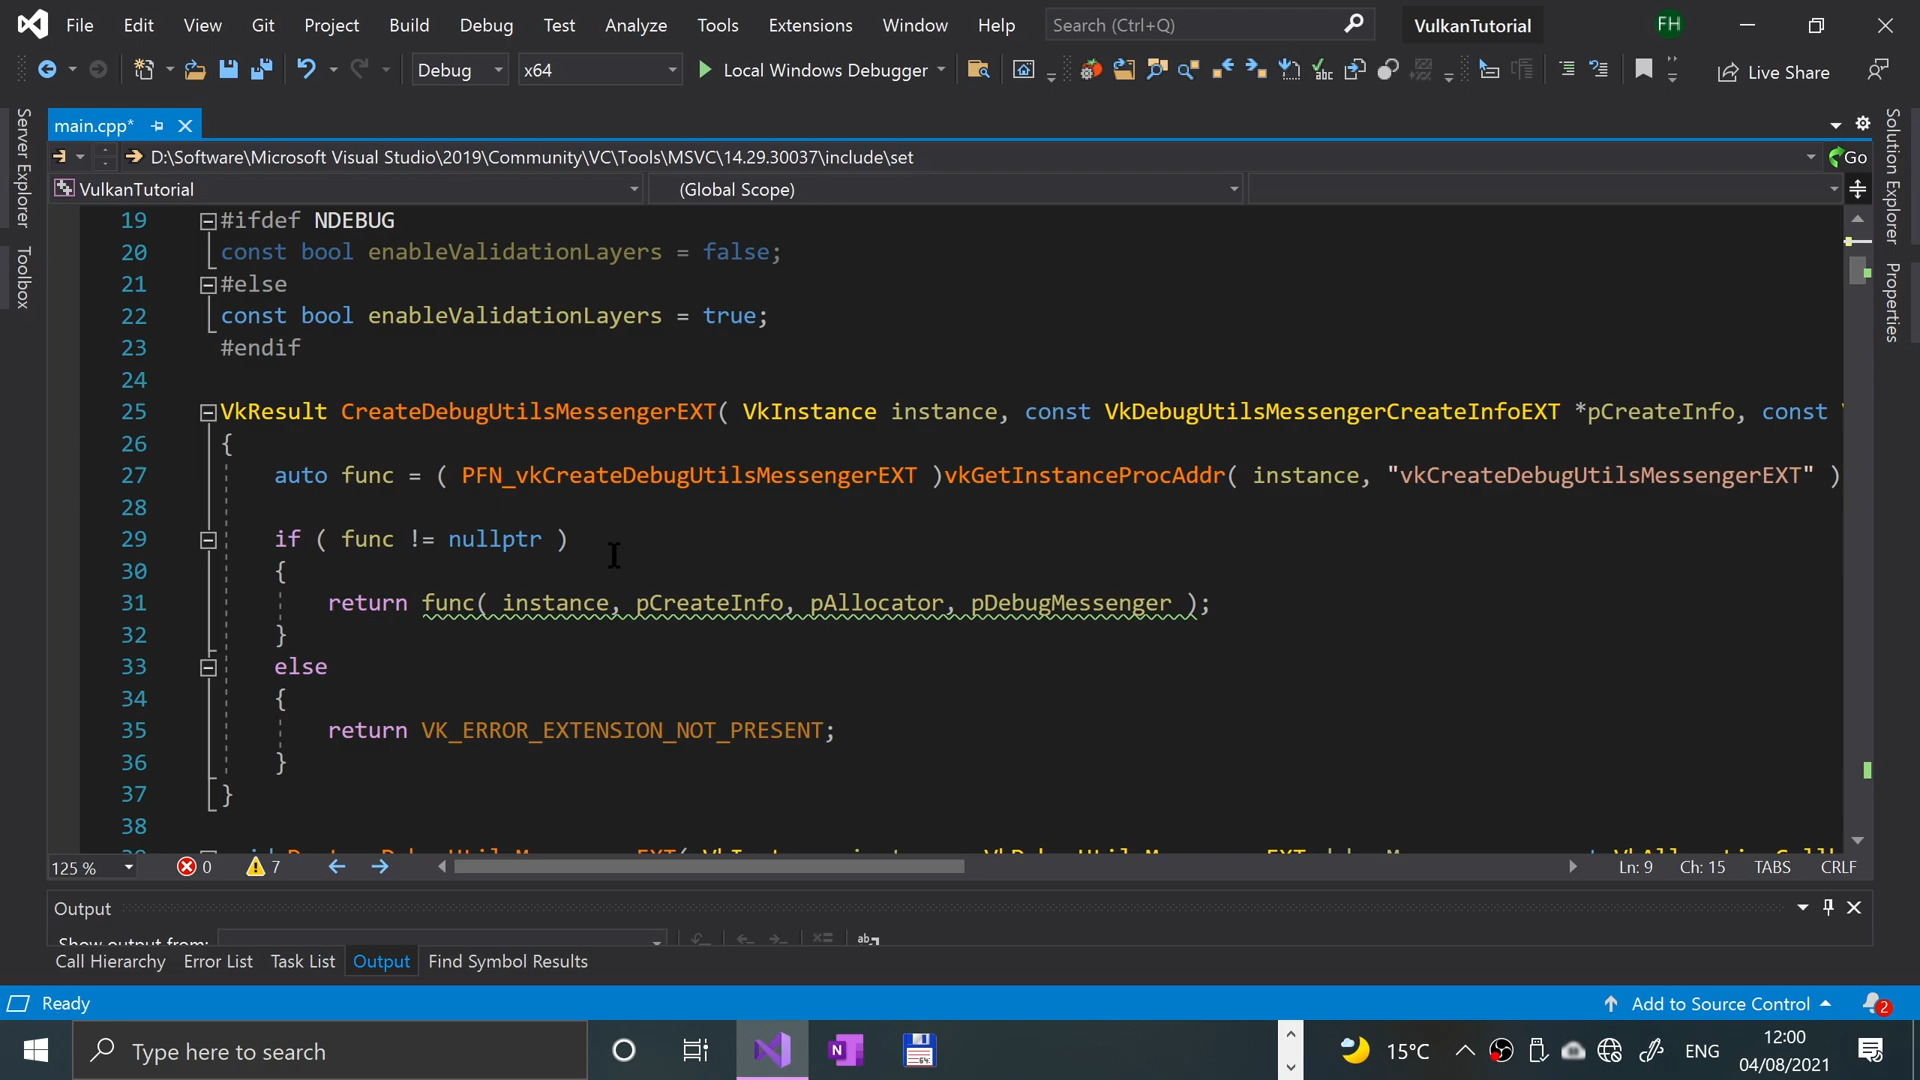 File Edit View Git Project Build Debug Test Analyze Tools Extensions Window Help Search (Ctrl+Q) VulkanTutorial FH
Debug x64 Local Windows Debugger Live Share
main.cpp*
D:\Software\Microsoft Visual Studio\2019\Community\VC\Tools\MSVC\14.29.30037\include\set Go
VulkanTutorial (Global Scope)
Server Explorer
Toolbox
Solution Explorer
Properties
19 #ifdef NDEBUG
20 const bool enableValidationLayers = false;
21 #else
22 const bool enableValidationLayers = true;
23 #endif
24
25 VkResult CreateDebugUtilsMessengerEXT( VkInstance instance, const VkDebugUtilsMessengerCreateInfoEXT *pCreateInfo, const
26 {
27 auto func = ( PFN_vkCreateDebugUtilsMessengerEXT )vkGetInstanceProcAddr( instance, "vkCreateDebugUtilsMessengerEXT" )
28
29 if ( func != nullptr )
30 {
31 return func( instance, pCreateInfo, pAllocator, pDebugMessenger );
32 }
33 else
34 {
35 return VK_ERROR_EXTENSION_NOT_PRESENT;
36 }
37 }
38
125 % 0 7 Ln: 9 Ch: 15 TABS CRLF
Output
Show output from:
Call Hierarchy Error List Task List Output Find Symbol Results
Ready Add to Source Control 2
Type here to search N 64 15°C ENG 12:00
04/08/2021